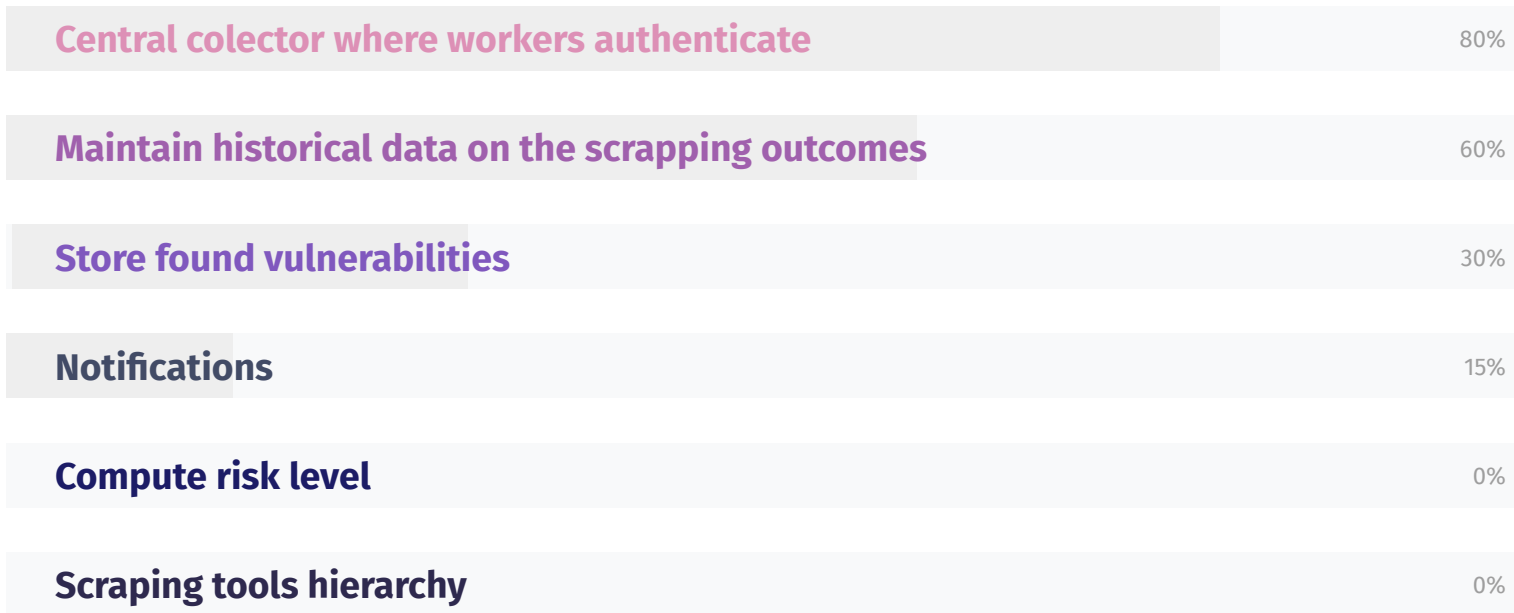 Central colector where workers authenticate 80%
Maintain historical data on the scrapping outcomes 60%
Store found vulnerabilities 30%
Notifications 15%
Compute risk level 0%
Scraping tools hierarchy 0%